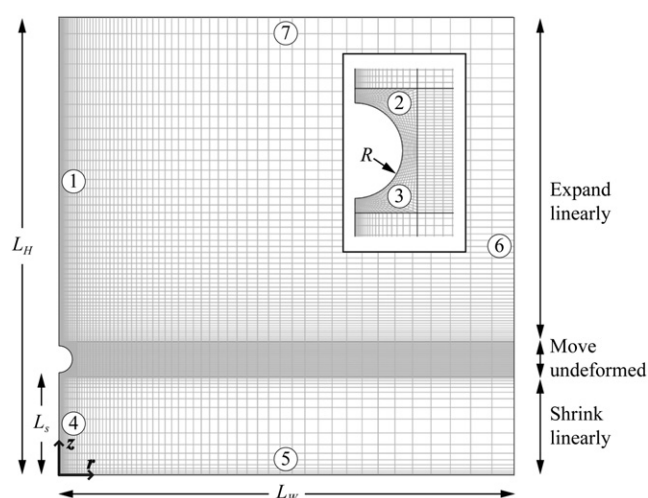 7
2
R
3
1
Expand
linearly
6
L_H
Move
undeformed
L_s
4
Shrink
linearly
z
r
5
L_W